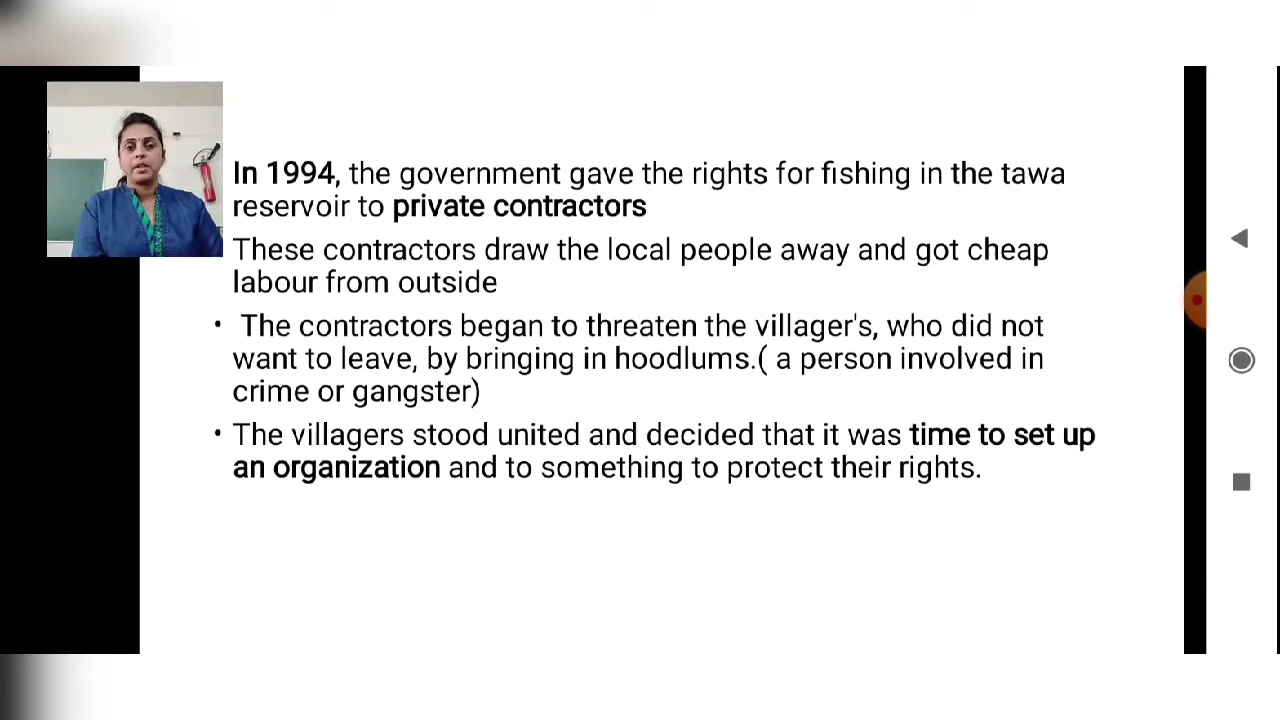 In 1994, the government gave the rights for fishing in the tawa
reservoir to private contractors
These contractors draw the local people away and got cheap
labour from outside
• The contractors began to threaten the villager's, who did not
want to leave, by bringing in hoodlums.( a person involved in
crime or gangster)
• The villagers stood united and decided that it was time to set up
an organization and to something to protect their rights.